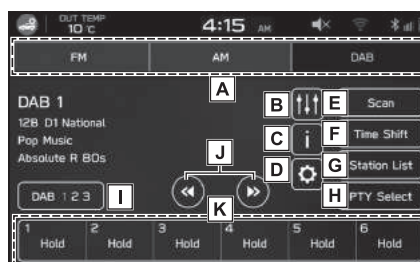 OUT TEMP
10 °C
4:15 AM
FM AM DAB
A
DAB 1
12B D1 National
Pop Music
Absolute R 80s
B E Scan
C F Time Shift
D G Station List
H PTY Select
J
DAB 1 2 3 I
K
1 2 3 4 5 6
Hold Hold Hold Hold Hold Hold